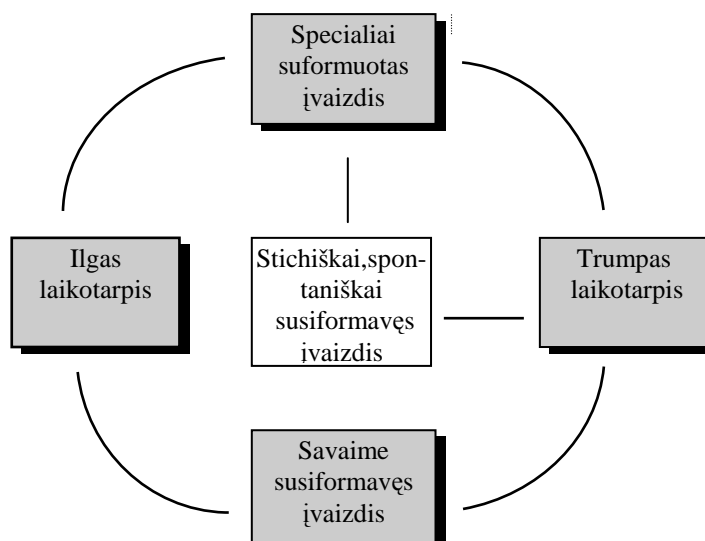 Specialiai
suformuotas
įvaizdis
Ilgas
laikotarpis
Stichiškai,spon-
taniškai
susiformavęs
įvaizdis
Trumpas
laikotarpis
Savaime
susiformavęs
įvaizdis